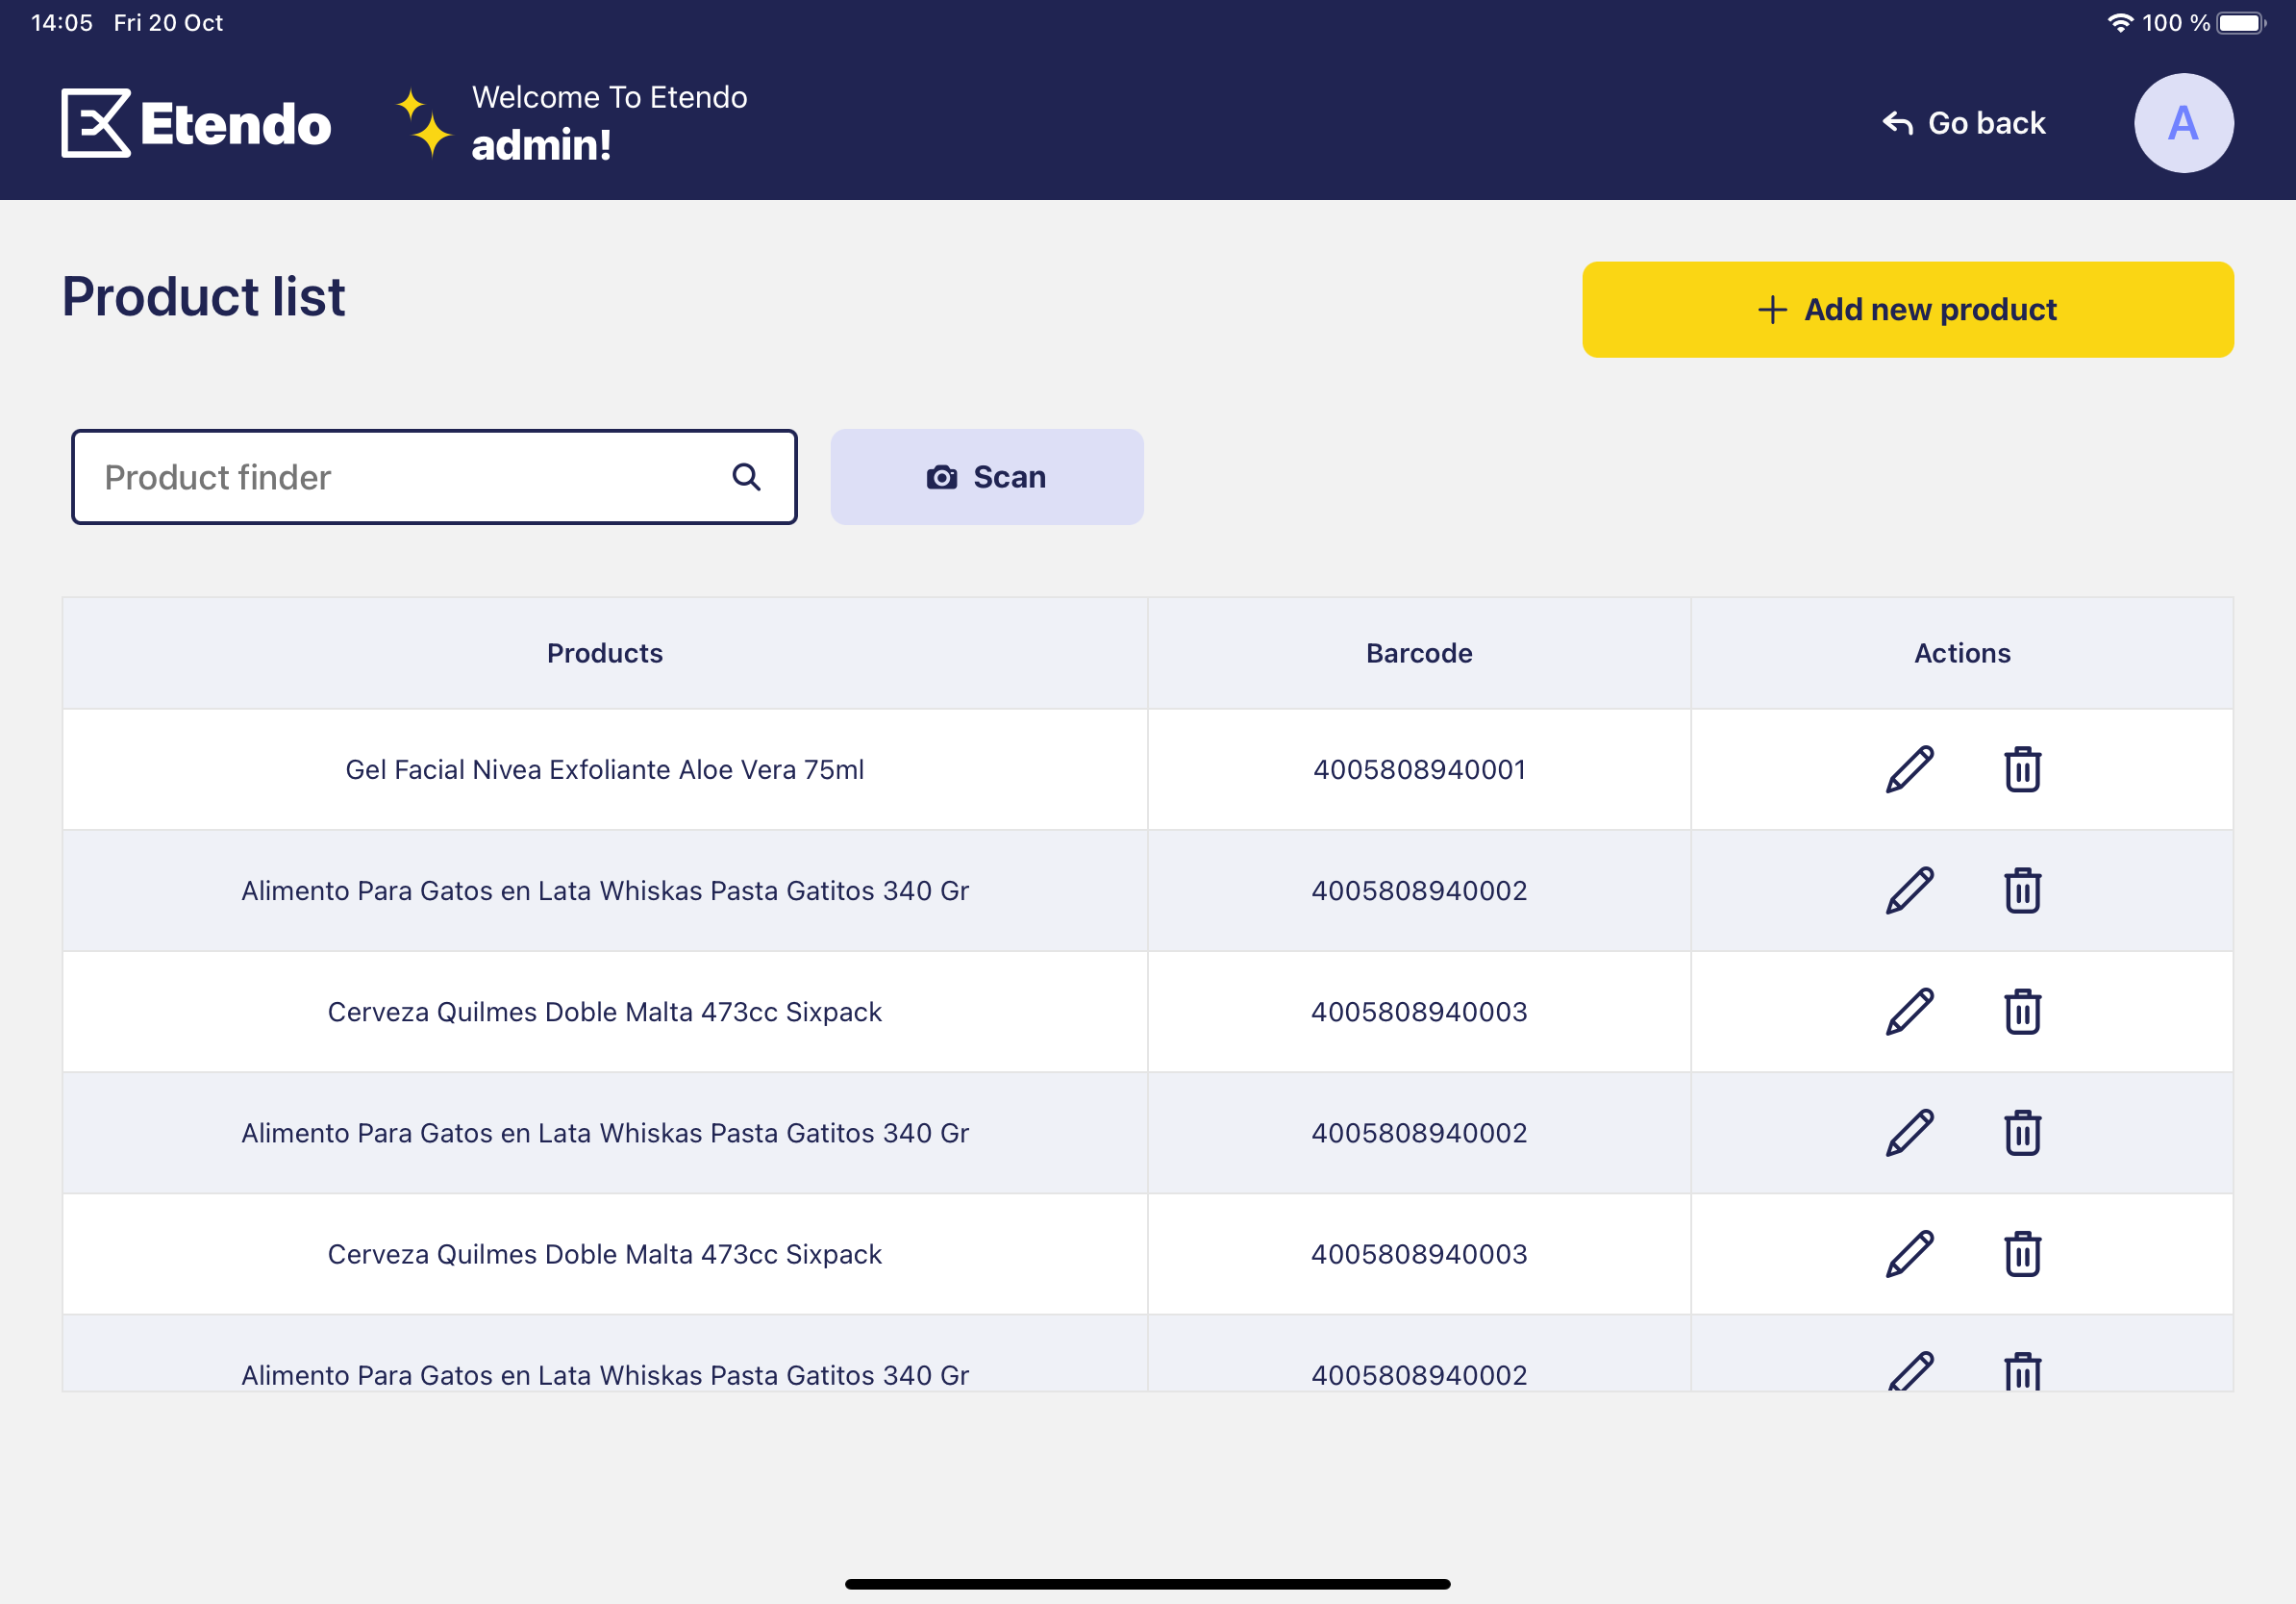 14:05 Fri 20 Oct 100 %
Etendo
Welcome To Etendo
admin!
Go back
A
Product list
Add new product
Product finder
Scan
Products Barcode Actions
Gel Facial Nivea Exfoliante Aloe Vera 75ml 4005808940001
Alimento Para Gatos en Lata Whiskas Pasta Gatitos 340 Gr 4005808940002
Cerveza Quilmes Doble Malta 473cc Sixpack 4005808940003
Alimento Para Gatos en Lata Whiskas Pasta Gatitos 340 Gr 4005808940002
Cerveza Quilmes Doble Malta 473cc Sixpack 4005808940003
Alimento Para Gatos en Lata Whiskas Pasta Gatitos 340 Gr 4005808940002